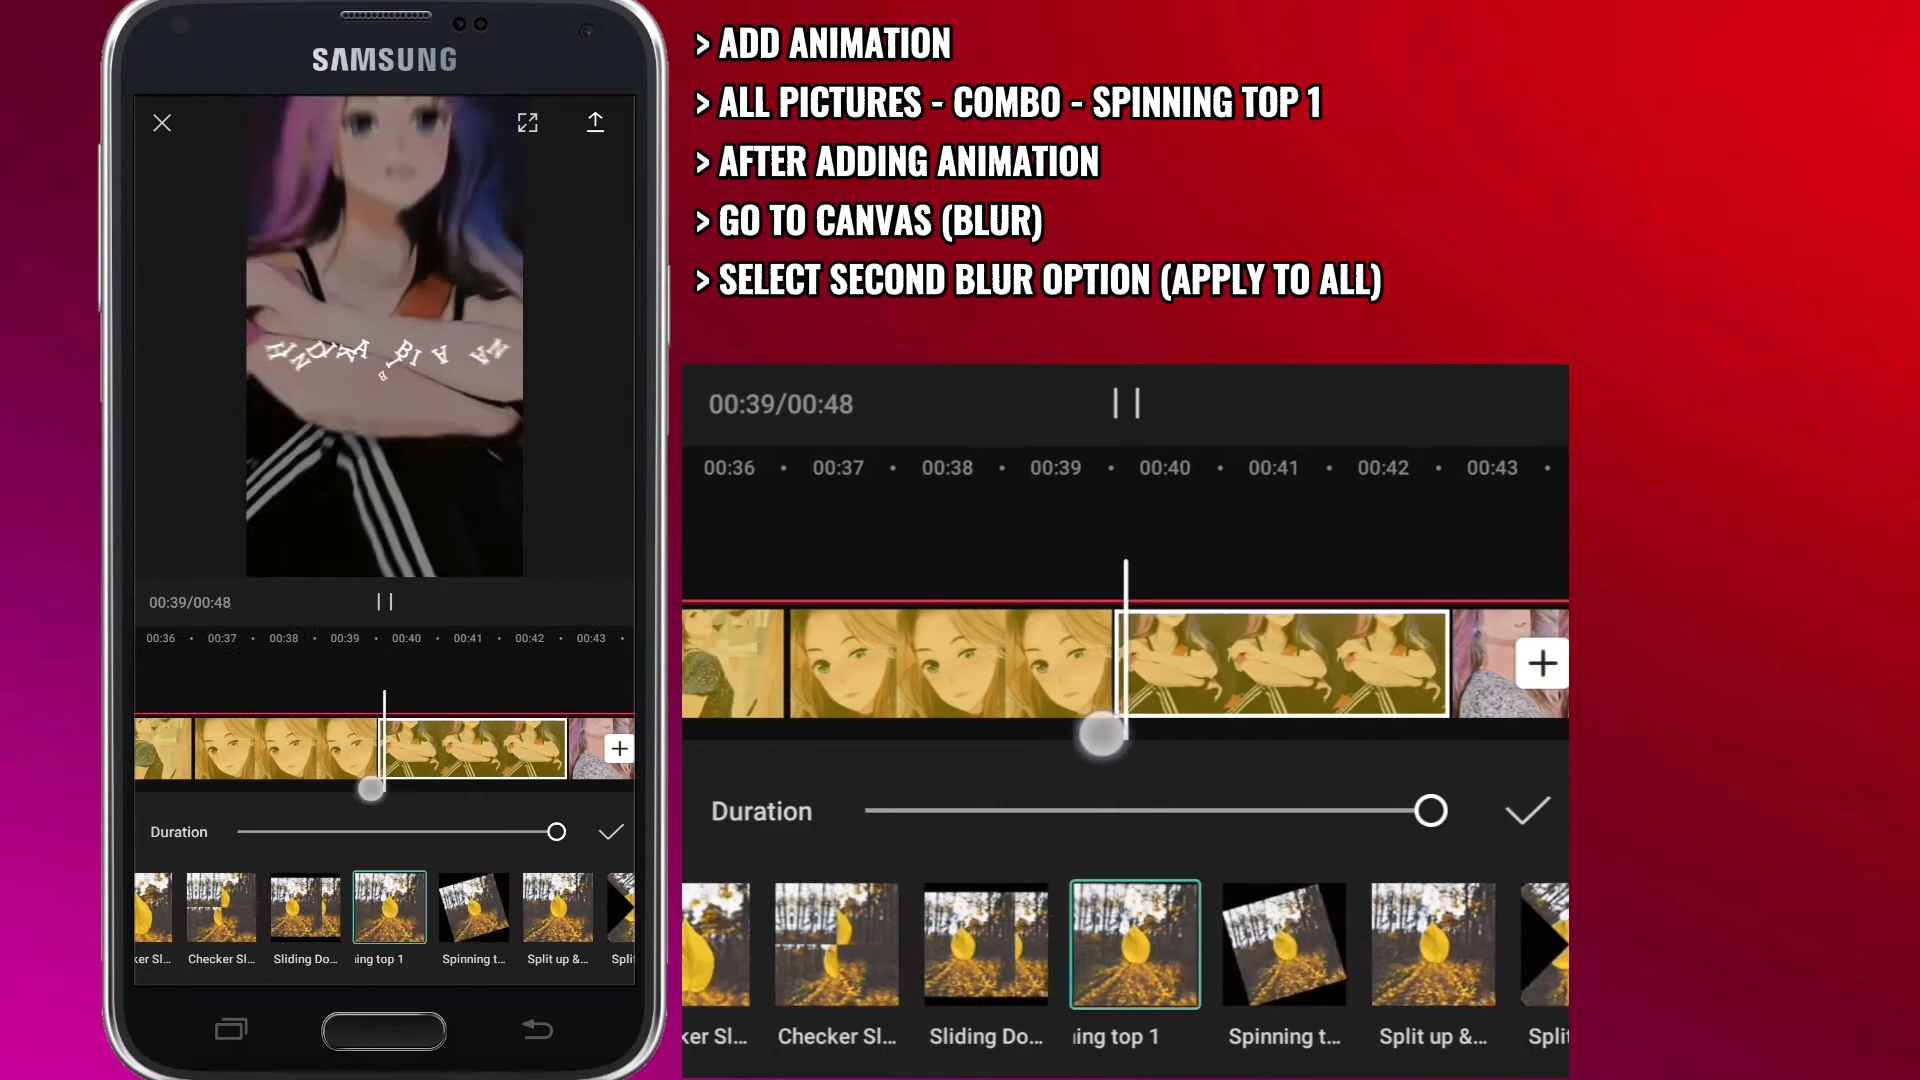 SAMSUNG
> ADD ANIMATION
> ALL PICTURES - COMBO - SPINNING TOP 1
> AFTER ADDING ANIMATION
> GO TO CANVAS (BLUR)
> SELECT SECOND BLUR OPTION (APPLY TO ALL)
00:39/00:48
00:36 00:37 00:38 00:39 00:40 00:41 00:42 00:43
Duration
ker Sl... Checker Sl... Sliding Do... ing top 1 Spinning t... Split up &... Split
00:39/00:48
00:36 • 00:37 • 00:38 • 00:39 • 00:40 • 00:41 • 00:42 • 00:43 •
Duration
ker Sl... Checker Sl... Sliding Do... ning top 1 Spinning t... Split up &... Split